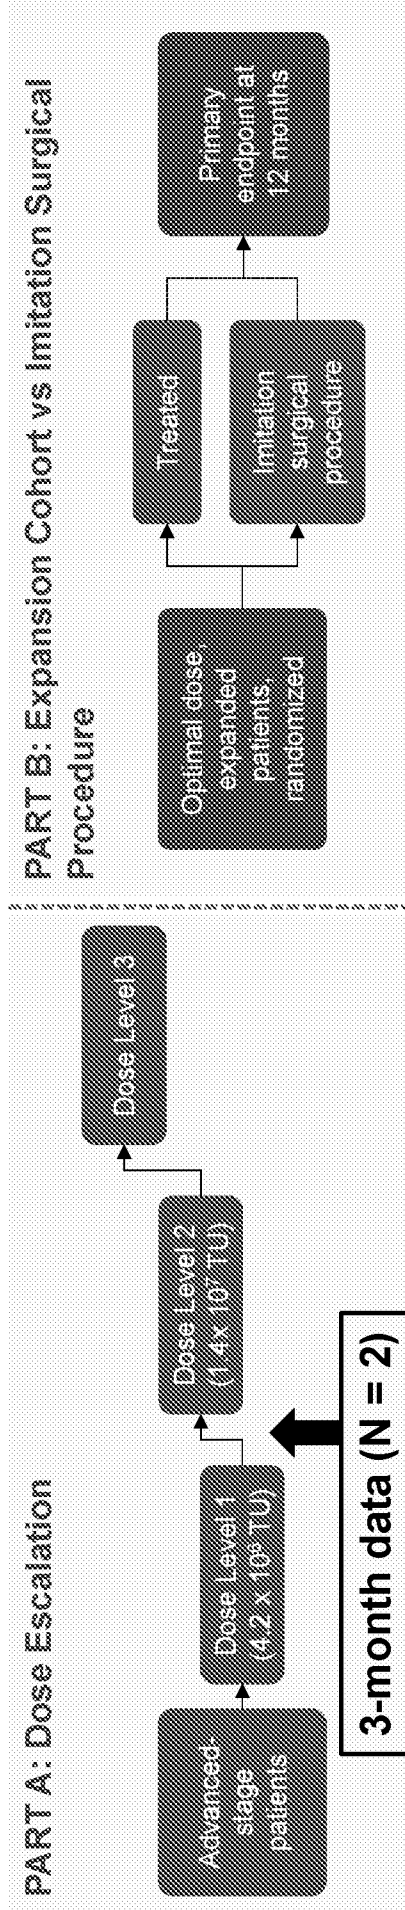 PART A: Dose Escalation
Advanced-
stage
patients
Dose Level 1
(4.2 x 10⁶ TU)
Dose Level 2
(1.4x 10⁷ TU)
Dose Level 3
3-month data (N = 2)
PART B: Expansion Cohort vs Imitation Surgical
Procedure
Optimal dose,
expanded
patients,
randomized
Treated
Imitation
surgical
procedure
Primary
endpoint at
12 months